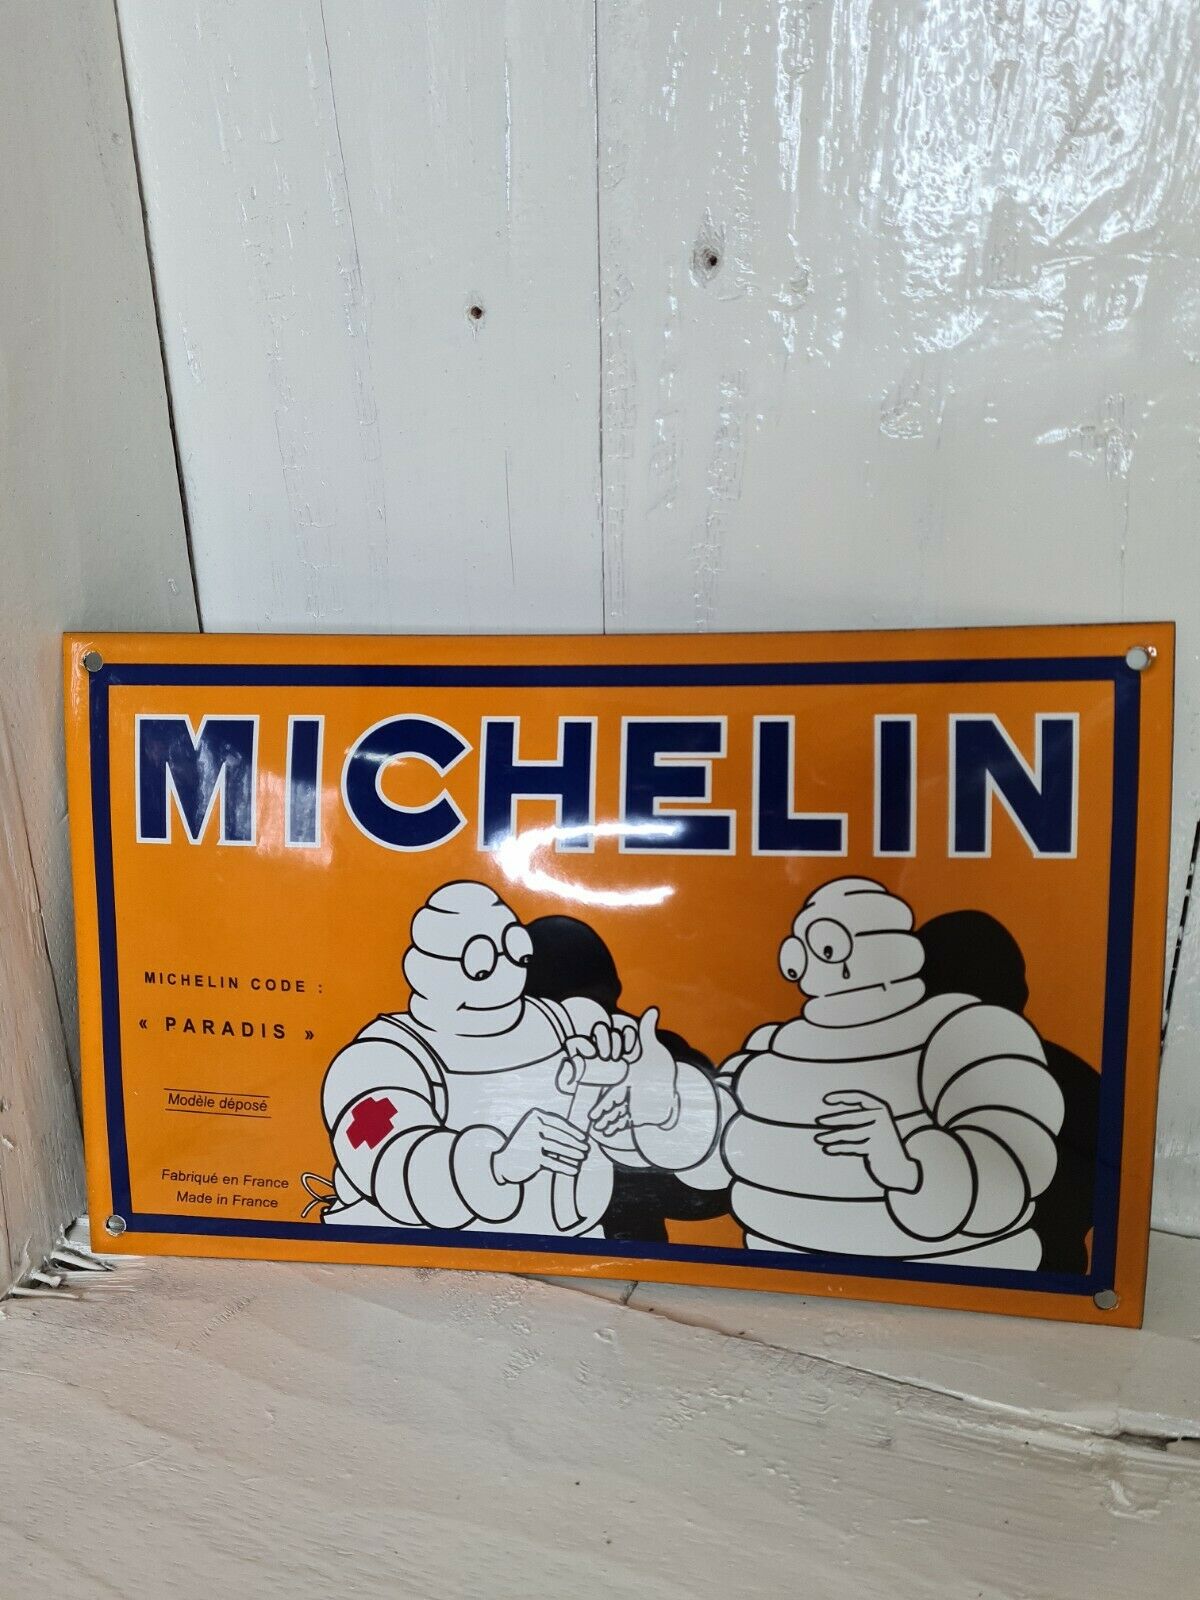 MICHELIN
MICHELIN CODE :
« PARADIS »
Modèle déposé
Fabriqué en France
Made in France